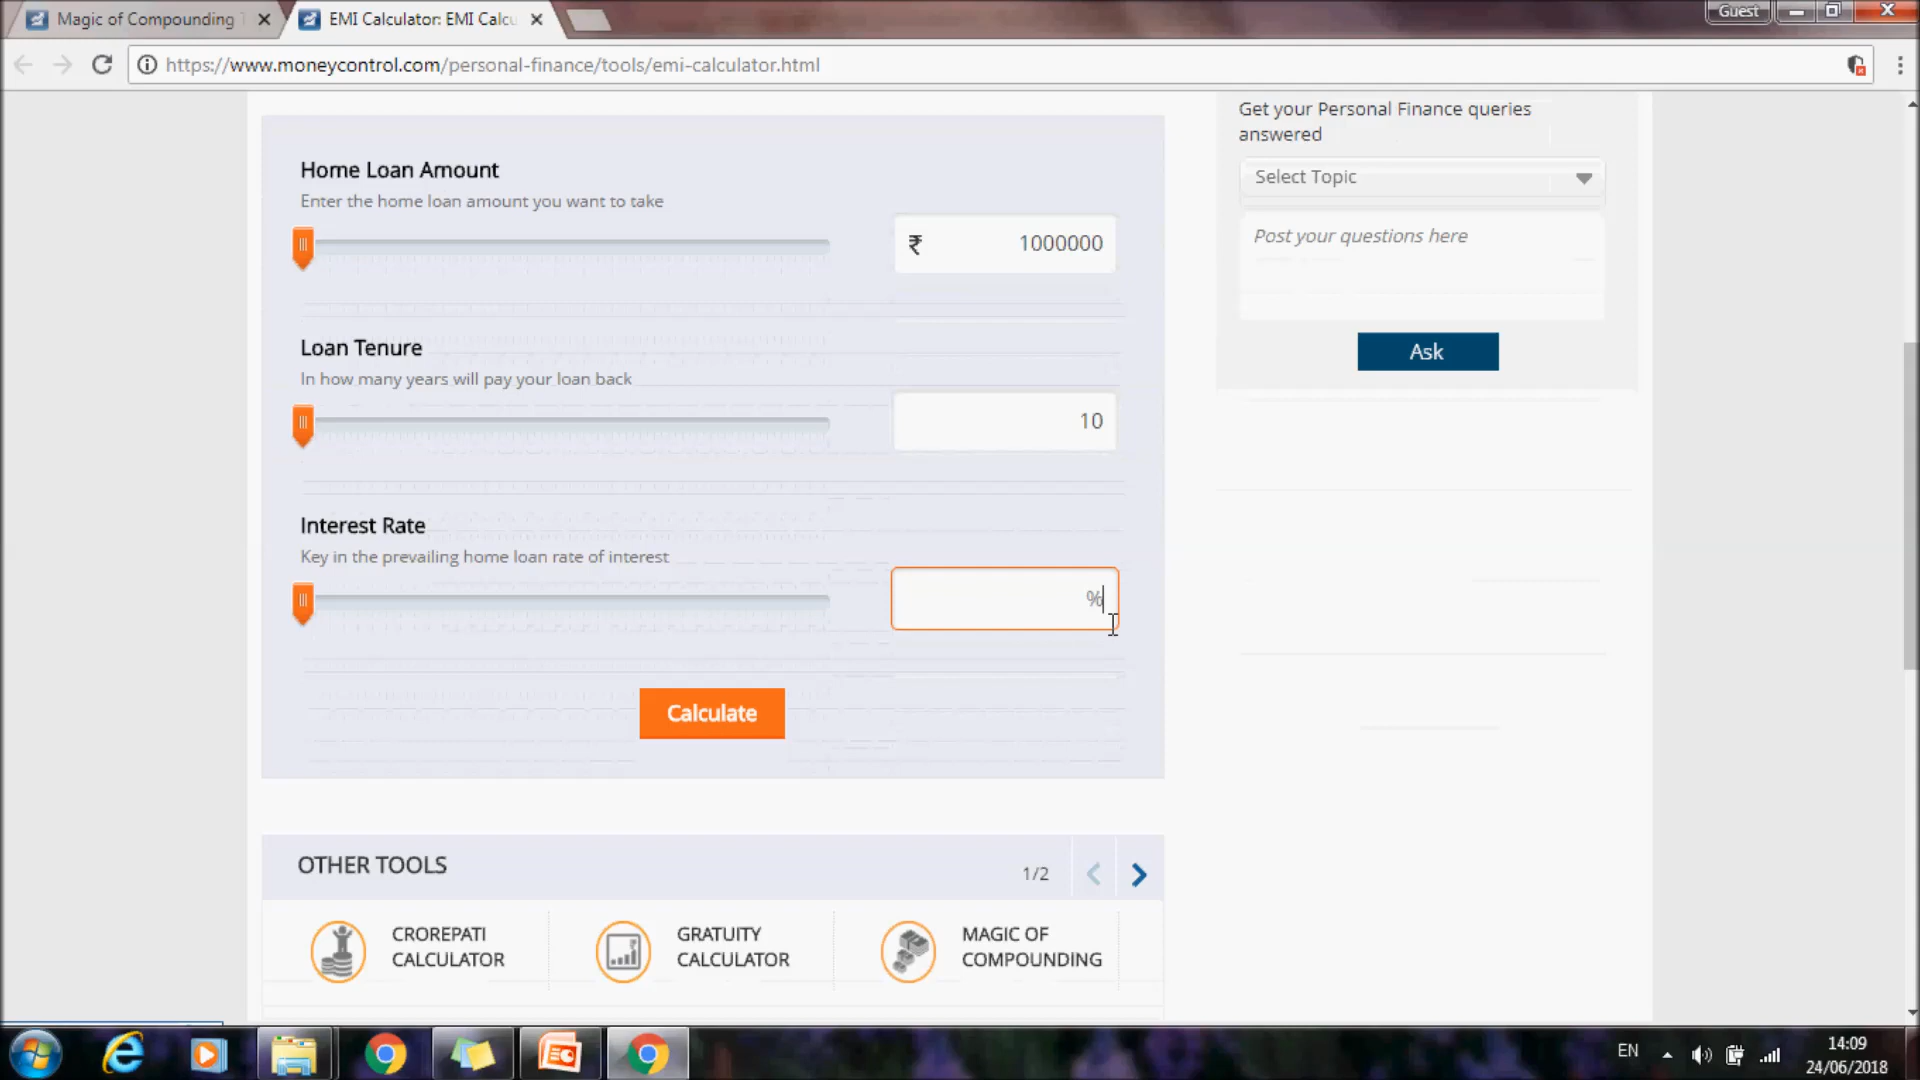 Magic of Compounding
EMI Calculator: EMI Calcu
Guest
https://www.moneycontrol.com/personal-finance/tools/emi-calculator.html
Home Loan Amount
Enter the home loan amount you want to take
₹ 1000000
Loan Tenure
In how many years will pay your loan back
10
Interest Rate
Key in the prevailing home loan rate of interest
%
Calculate
Get your Personal Finance queries
answered
Select Topic
Post your questions here
Ask
OTHER TOOLS
1/2
CROREPATI
CALCULATOR
GRATUITY
CALCULATOR
MAGIC OF
COMPOUNDING
EN
14:09
24/06/2018